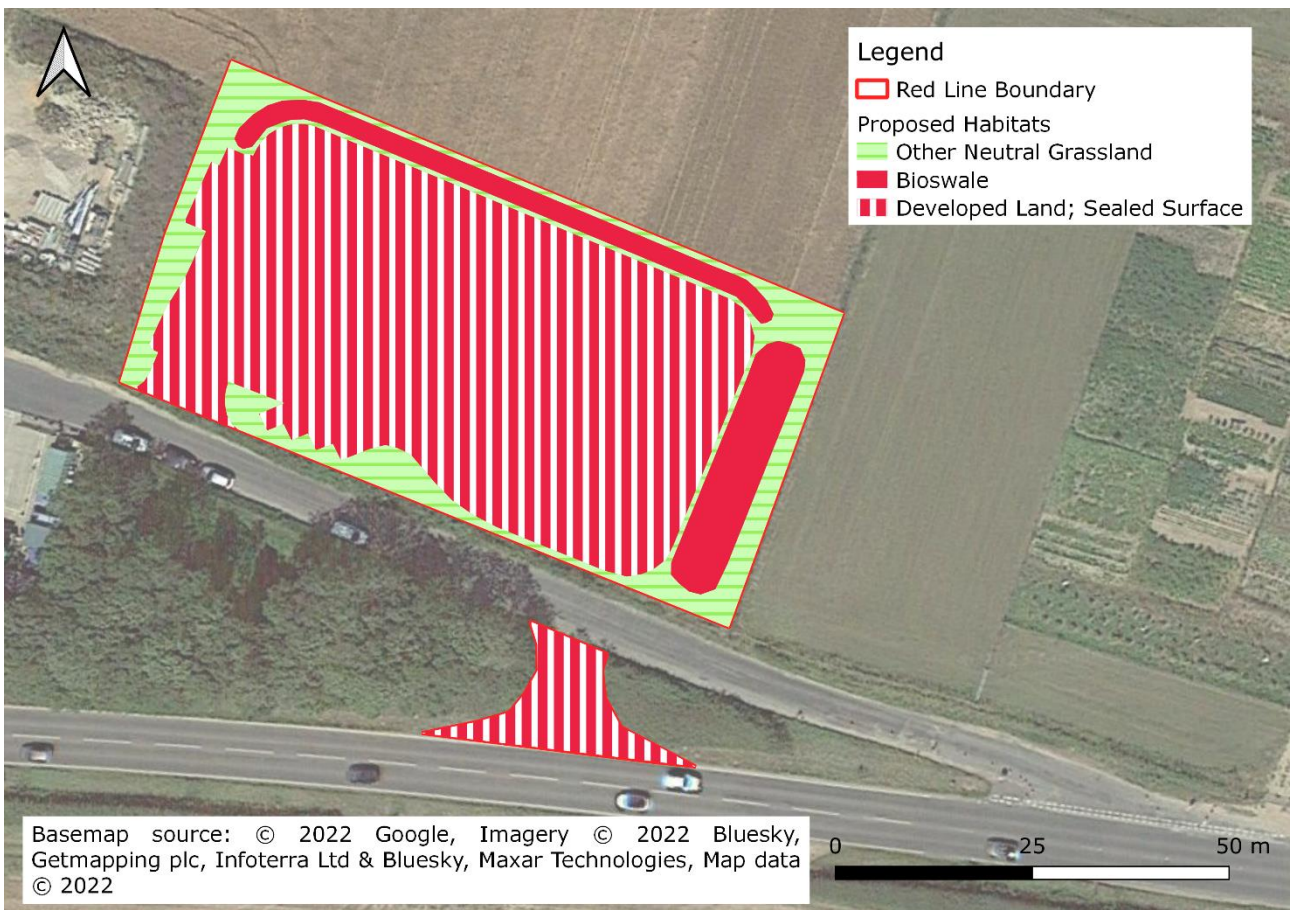 Legend
Red Line Boundary
Proposed Habitats
Other Neutral Grassland
Bioswale
Developed Land; Sealed Surface
Basemap source: © 2022 Google, Imagery © 2022 Bluesky,
Getmapping plc, Infoterra Ltd & Bluesky, Maxar Technologies, Map data
© 2022
0 25 50 m